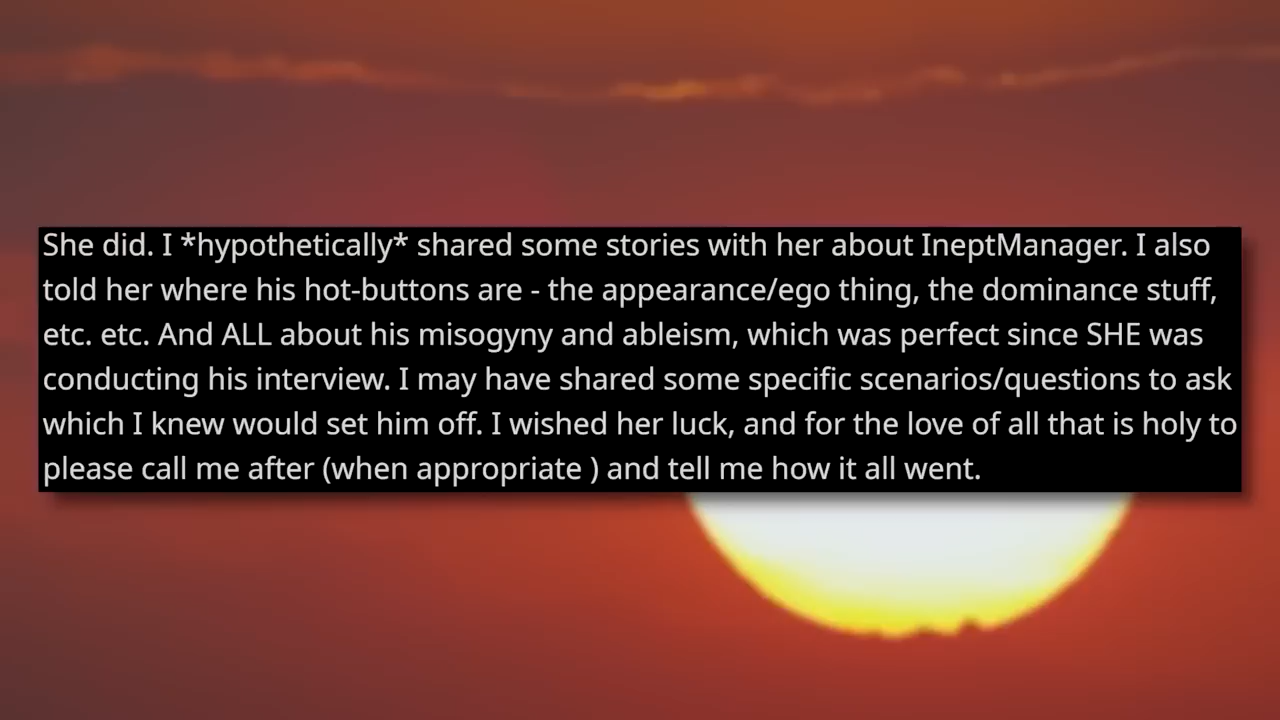 She did. I *hypothetically* shared some stories with her about IneptManager. I also
told her where his hot-buttons are - the appearance/ego thing, the dominance stuff,
etc. etc. And ALL about his misogyny and ableism, which was perfect since SHE was
conducting his interview. I may have shared some specific scenarios/questions to ask
which I knew would set him off. I wished her luck, and for the love of all that is holy to
please call me after (when appropriate ) and tell me how it all went.